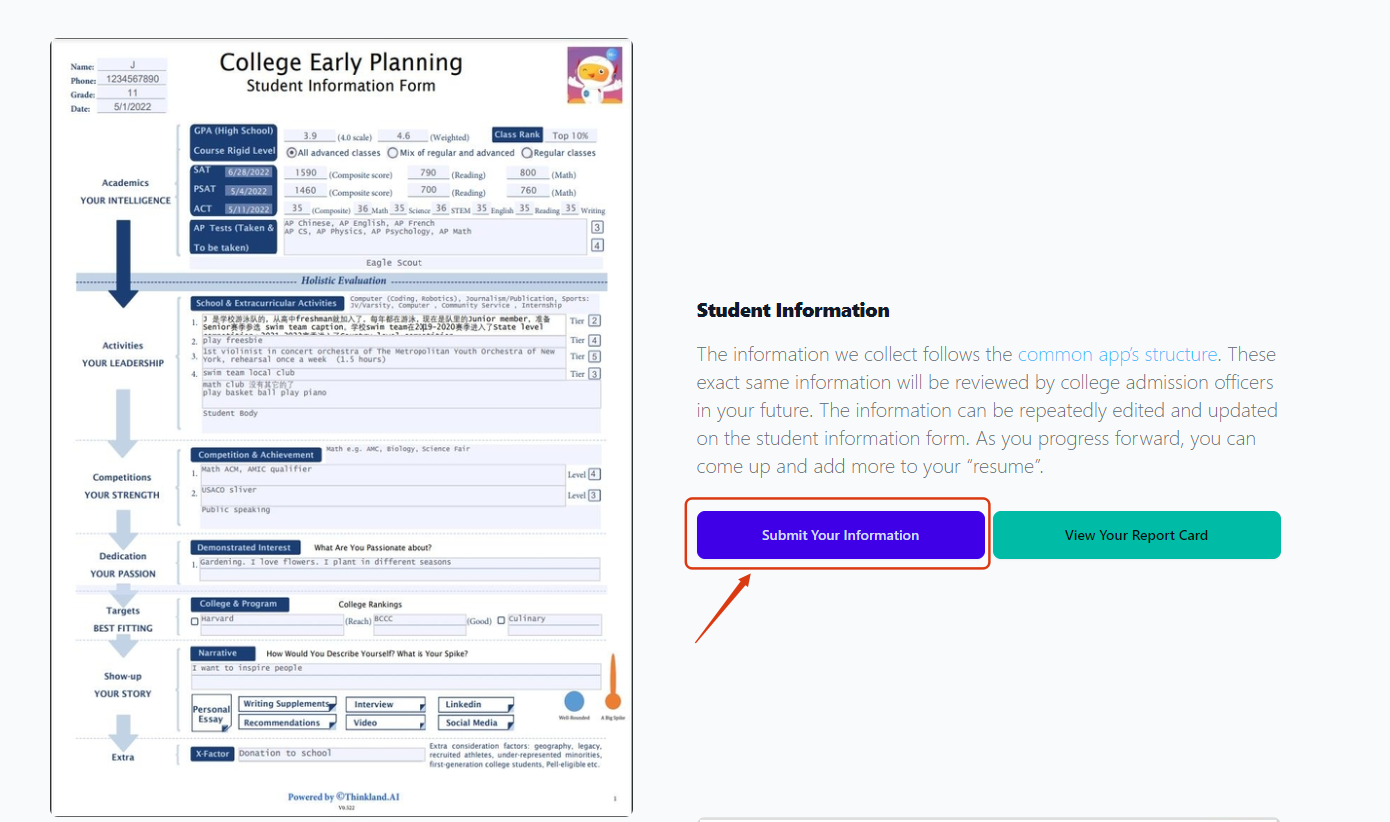 College Early Planning
Student Information Form
Name: J
Phone: 1234567890
Grade: 11
Date: 5/1/2022
Academics
YOUR INTELLIGENCE
GPA (High School) 3.9 (4.0 scale) 4.6 (Weighted) Class Rank Top 10%
Course Rigid Level All advanced classes Mix of regular and advanced Regular classes
SAT 6/28/2022 1590 (Composite score) 790 (Reading) 800 (Math)
PSAT 5/4/2022 1460 (Composite score) 700 (Reading) 760 (Math)
ACT 5/11/2022 35 (Composite) 36 Math 35 Science 36 STEM 35 English 35 Reading 35 Writing
AP Tests (Taken & To be taken)
AP Chinese, AP English, AP French 3
AP CS, AP Physics, AP Psychology, AP Math 4
Eagle Scout
Holistic Evaluation
Activities
YOUR LEADERSHIP
School & Extracurricular Activities
Computer (Coding, Robotics), Journalism/Publication, Sports:
JV/Varsity, Computer , Community Service , Internship
1. J 是学校游泳队的, 从高中freshman就加入了, 每年都在游泳, 现在是队里的Junior member, 准备 Tier 2
Senior赛季参选 swim team caption, 学校swim team在2019-2020赛季进入了State level
2. play freesbie Tier 4
3. 1st violinist in concert orchestra of The Metropolitan Youth Orchestra of New Tier 5
York, rehearsal once a week (1.5 hours)
4. swim team local club Tier 3
math club 没有其它的了
play basket ball play piano
Student Body
Competitions
YOUR STRENGTH
Competition & Achievement Math e.g. AMC, Biology, Science Fair
1. Math ACM, AMIC qualifier Level 4
2. USACO sliver Level 3
Public speaking
Dedication
YOUR PASSION
Demonstrated Interest What Are You Passionate about?
1. Gardening. I love flowers. I plant in different seasons
Targets
BEST FITTING
College & Program College Rankings
Harvard (Reach) BCCC (Good) Culinary
Show-up
YOUR STORY
Narrative How Would You Describe Yourself? What is Your Spike?
I want to inspire people
Personal Essay
Writing Supplements Interview Linkedin
Recommendations Video Social Media
Well Rounded A Big Spike
Extra
X-Factor Donation to school
Extra consideration factors: geography, legacy,
recruited athletes, under-represented minorities,
first-generation college students, Pell-eligible etc.
Powered by ©Thinkland.AI
V0.522
1
Student Information
The information we collect follows the common app's structure. These
exact same information will be reviewed by college admission officers
in your future. The information can be repeatedly edited and updated
on the student information form. As you progress forward, you can
come up and add more to your “resume”.
Submit Your Information
View Your Report Card